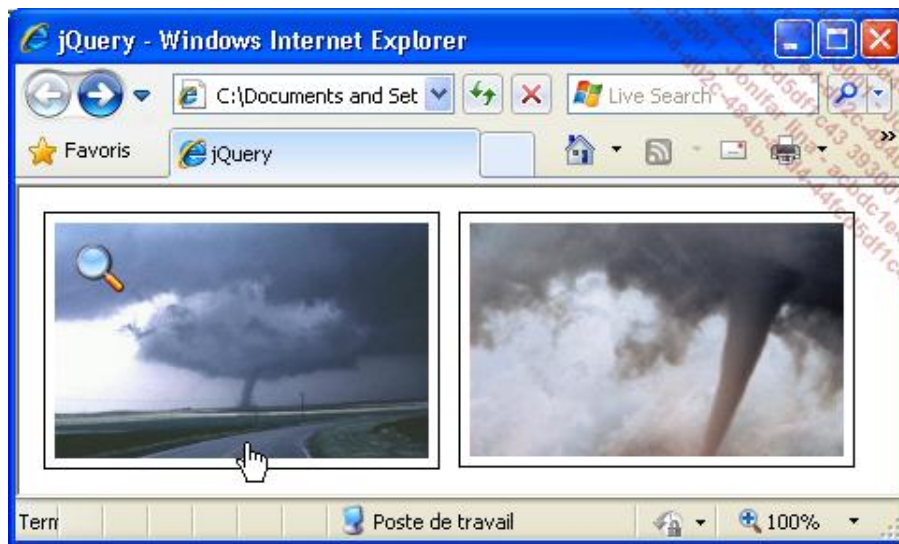 jQuery - Windows Internet Explorer
C:\Documents and Set
Live Search
Favoris
jQuery
»
Term
Poste de travail
100%